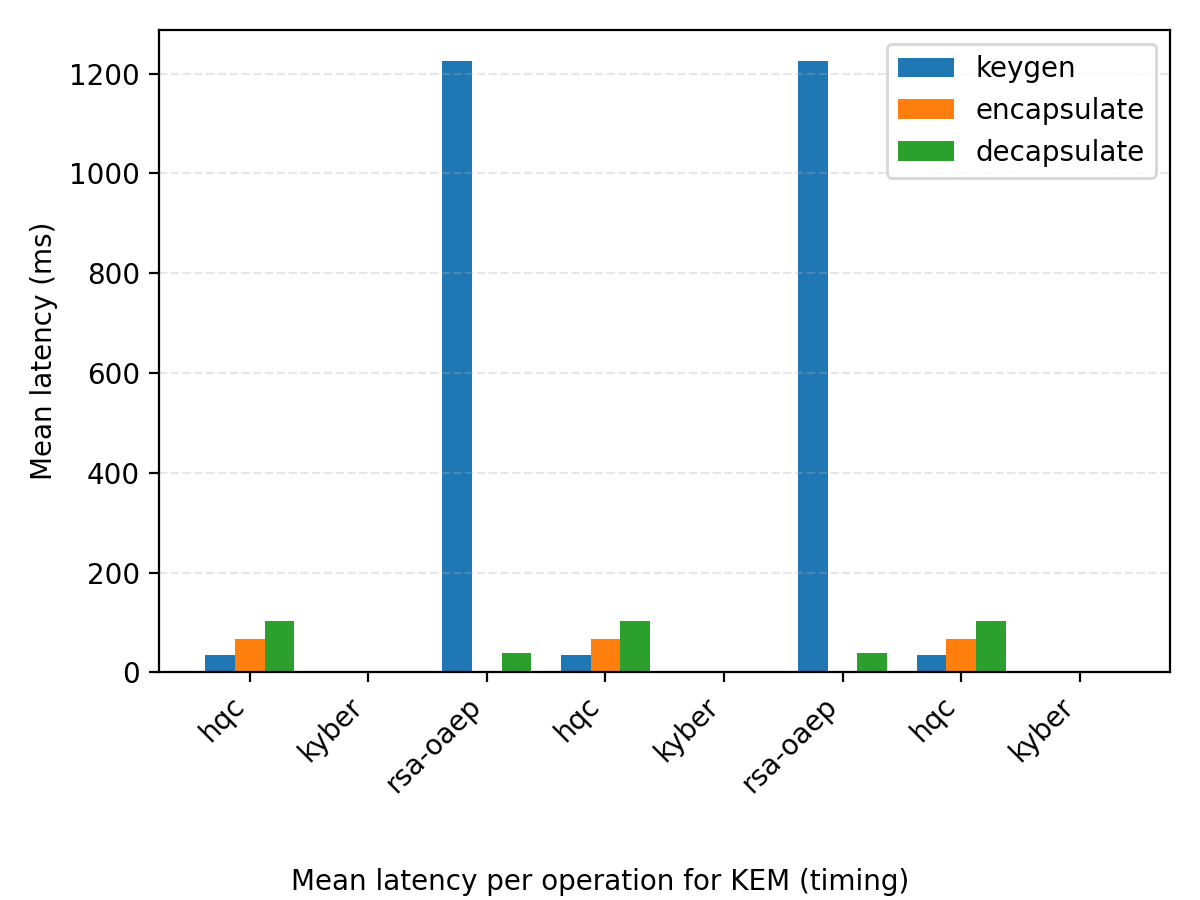 1200
1000
800
600
400
200
0
Mean latency (ms)
keygen
encapsulate
decapsulate
hqc
kyber
rsa-oaep
hqc
kyber
rsa-oaep
hqc
kyber
Mean latency per operation for KEM (timing)